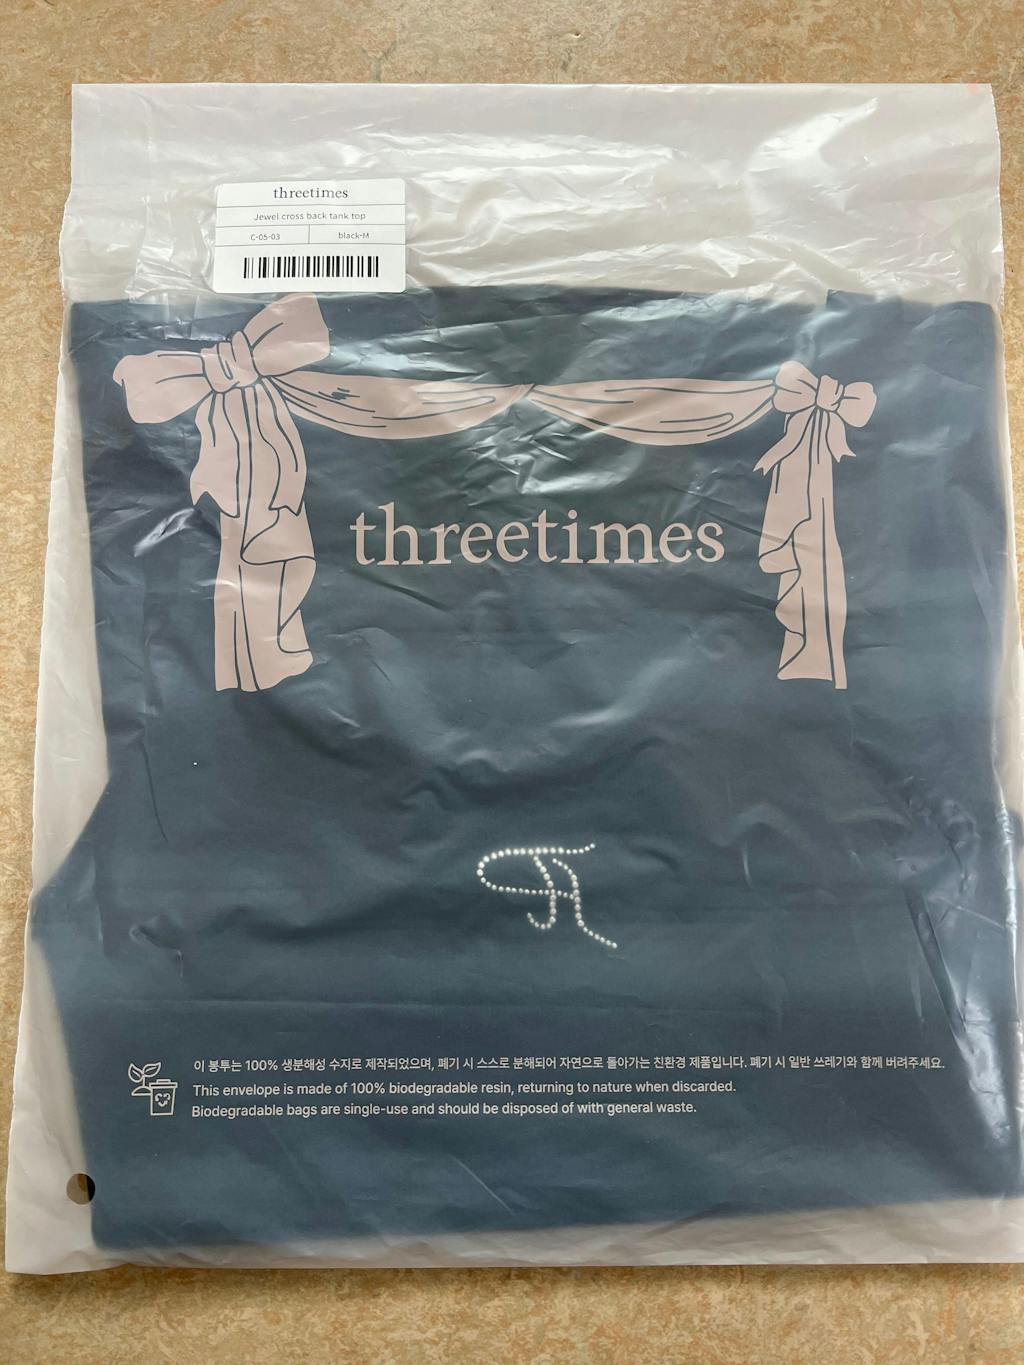 threetimes
Jewel cross back tank top
C-05-03 black-M
threetimes
이 봉투는 100% 생분해성 수지로 제작되었으며, 폐기 시 스스로 분해되어 자연으로 돌아가는 친환경 제품입니다. 폐기 시 일반 쓰레기와 함께 버려주세요.
This envelope is made of 100% biodegradable resin, returning to nature when discarded.
Biodegradable bags are single-use and should be disposed of with general waste.